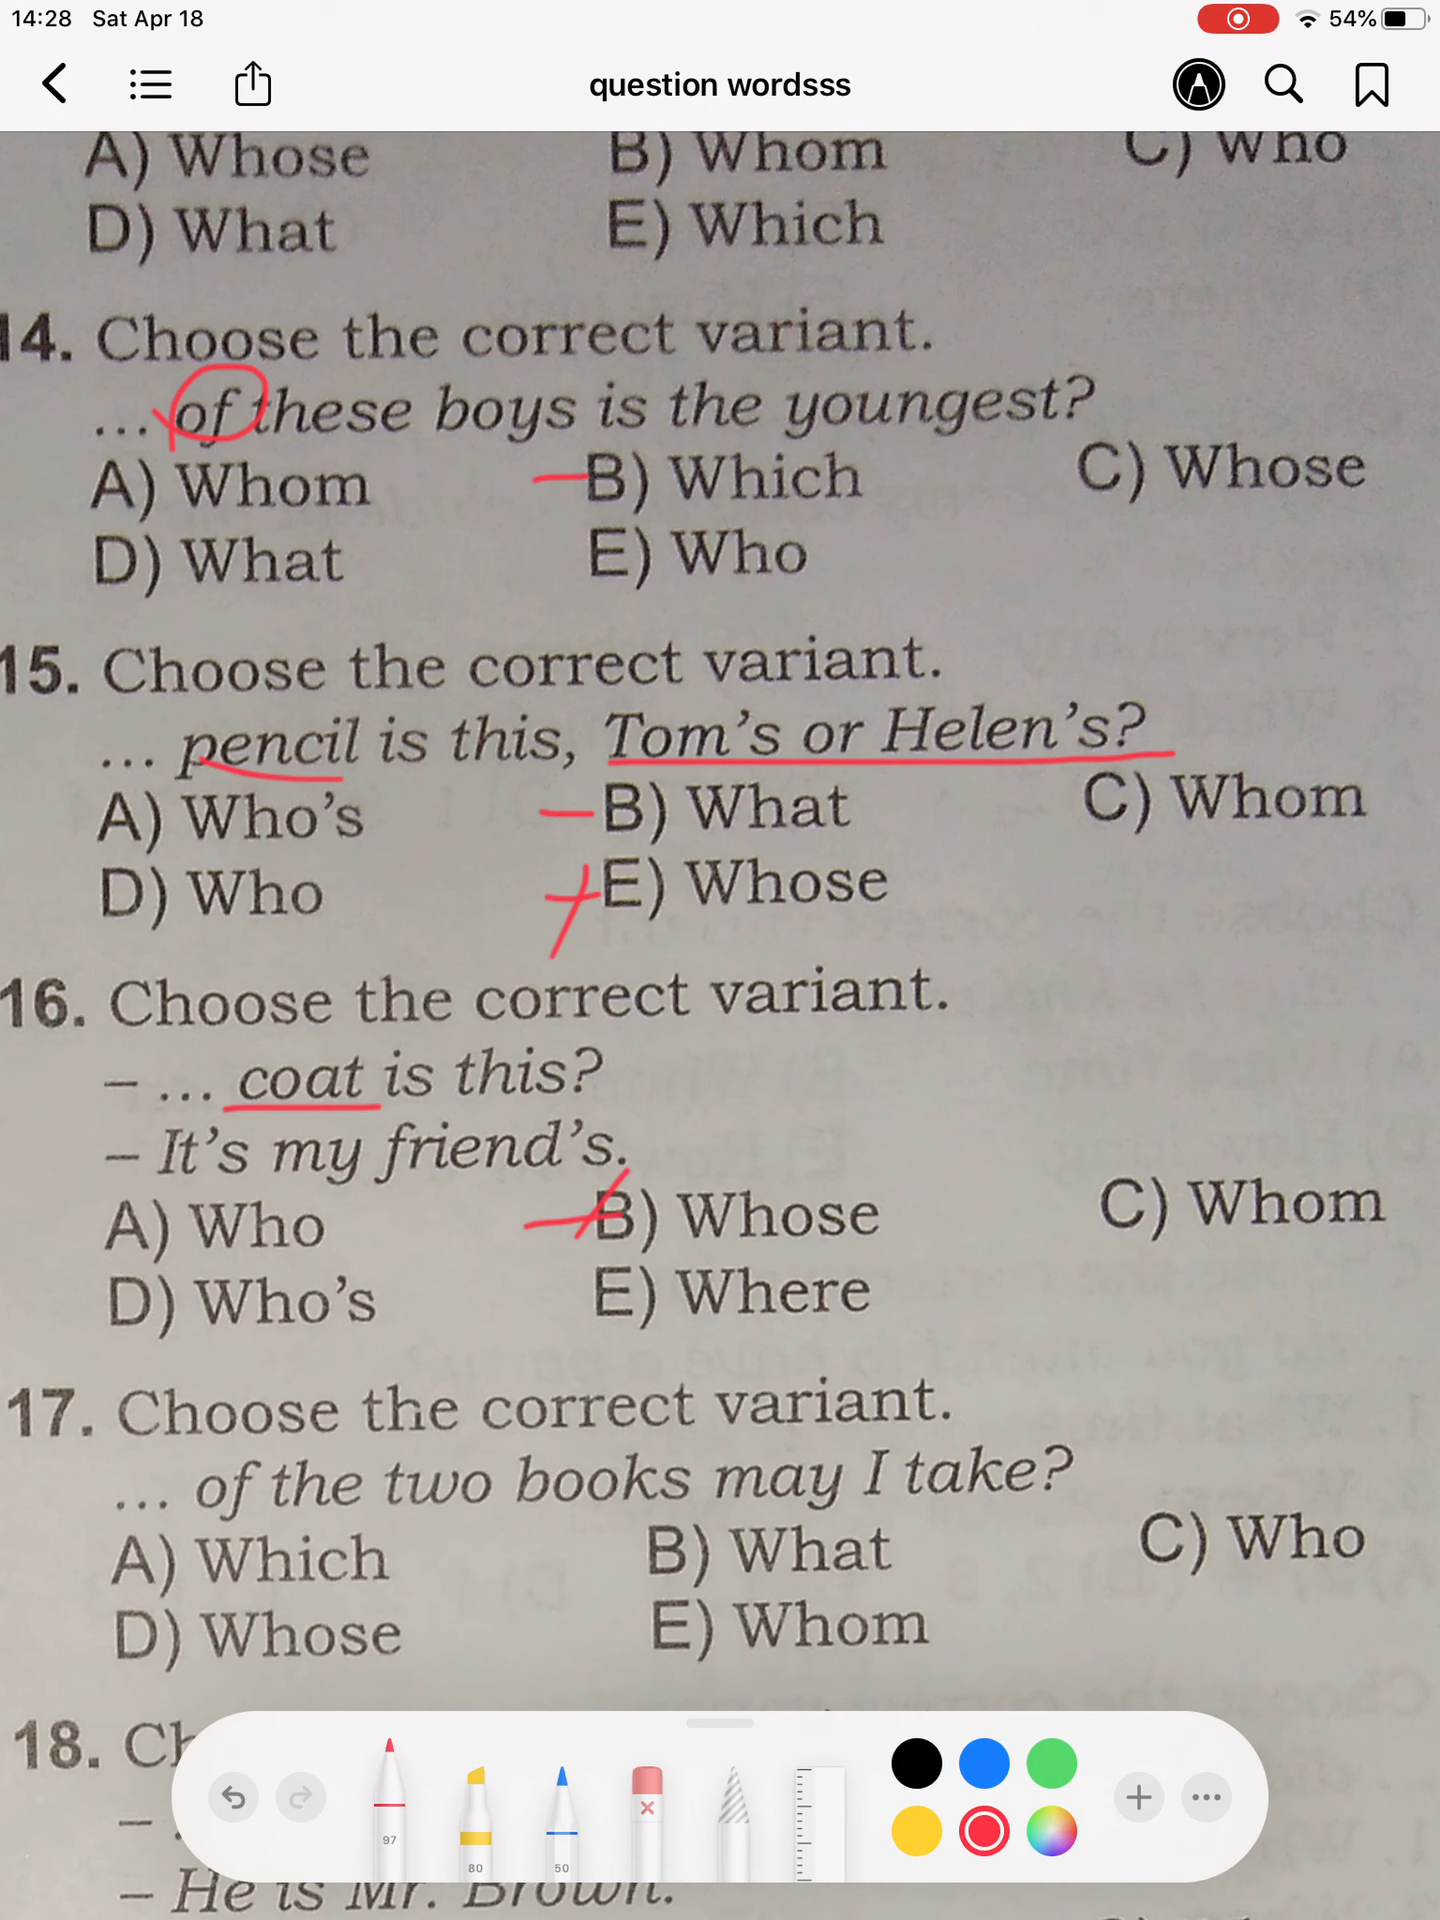 14:28 Sat Apr 18 54%
question wordsss
A) Whose B) Whom C) Who
D) What E) Which
14. Choose the correct variant.
... of these boys is the youngest?
A) Whom B) Which C) Whose
D) What E) Who
15. Choose the correct variant.
... pencil is this, Tom's or Helen's?
A) Who's B) What C) Whom
D) Who E) Whose
16. Choose the correct variant.
– ... coat is this?
– It's my friend's.
A) Who B) Whose C) Whom
D) Who's E) Where
17. Choose the correct variant.
... of the two books may I take?
A) Which B) What C) Who
D) Whose E) Whom
18. Ch
97 80 50
– He is Mr. Brown.